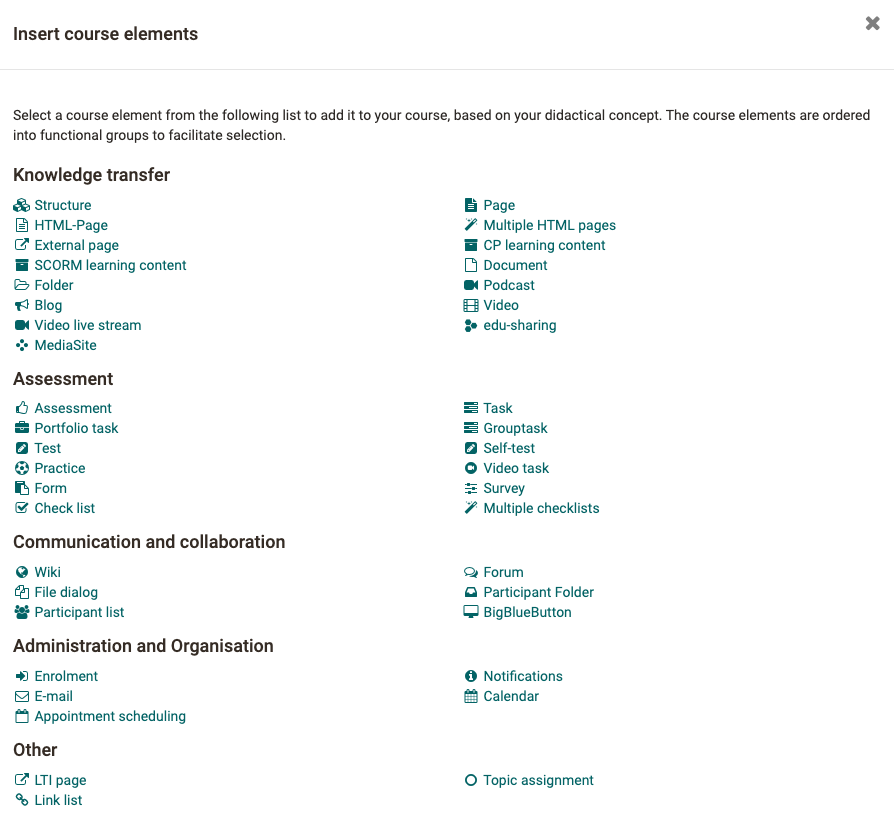 Insert course elements
Select a course element from the following list to add it to your course, based on your didactical concept. The course elements are ordered
into functional groups to facilitate selection.
Knowledge transfer
Structure
Page
HTML-Page
Multiple HTML pages
External page
CP learning content
SCORM learning content
Document
Folder
Podcast
Blog
Video
Video live stream
edu-sharing
MediaSite
Assessment
Assessment
Task
Portfolio task
Grouptask
Test
Self-test
Practice
Video task
Form
Survey
Check list
Multiple checklists
Communication and collaboration
Wiki
Forum
File dialog
Participant Folder
Participant list
BigBlueButton
Administration and Organisation
Enrolment
Notifications
E-mail
Calendar
Appointment scheduling
Other
LTI page
Topic assignment
Link list